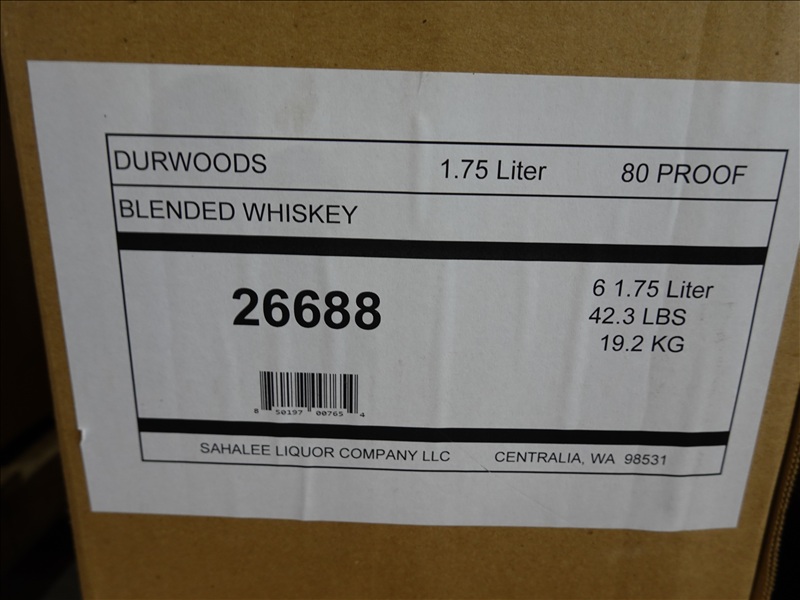 DURWOODS 1.75 Liter 80 PROOF
BLENDED WHISKEY
26688
6 1.75 Liter
42.3 LBS
19.2 KG
8 50197 00765 4
SAHALEE LIQUOR COMPANY LLC CENTRALIA, WA 98531